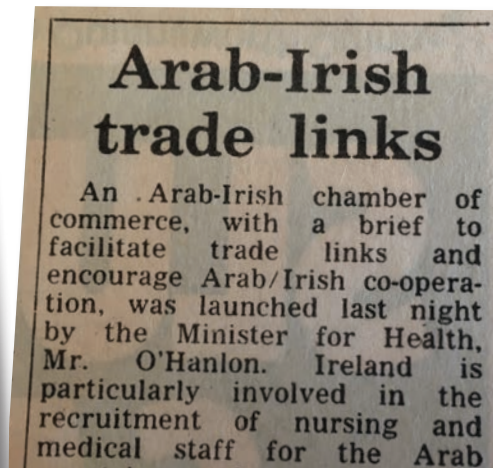 Arab-Irish
trade links
An Arab-Irish chamber of
commerce, with a brief to
facilitate trade links and
encourage Arab/Irish co-opera-
tion, was launched last night
by the Minister for Health,
Mr. O'Hanlon. Ireland is
particularly involved in the
recruitment of nursing and
medical staff for the Arab